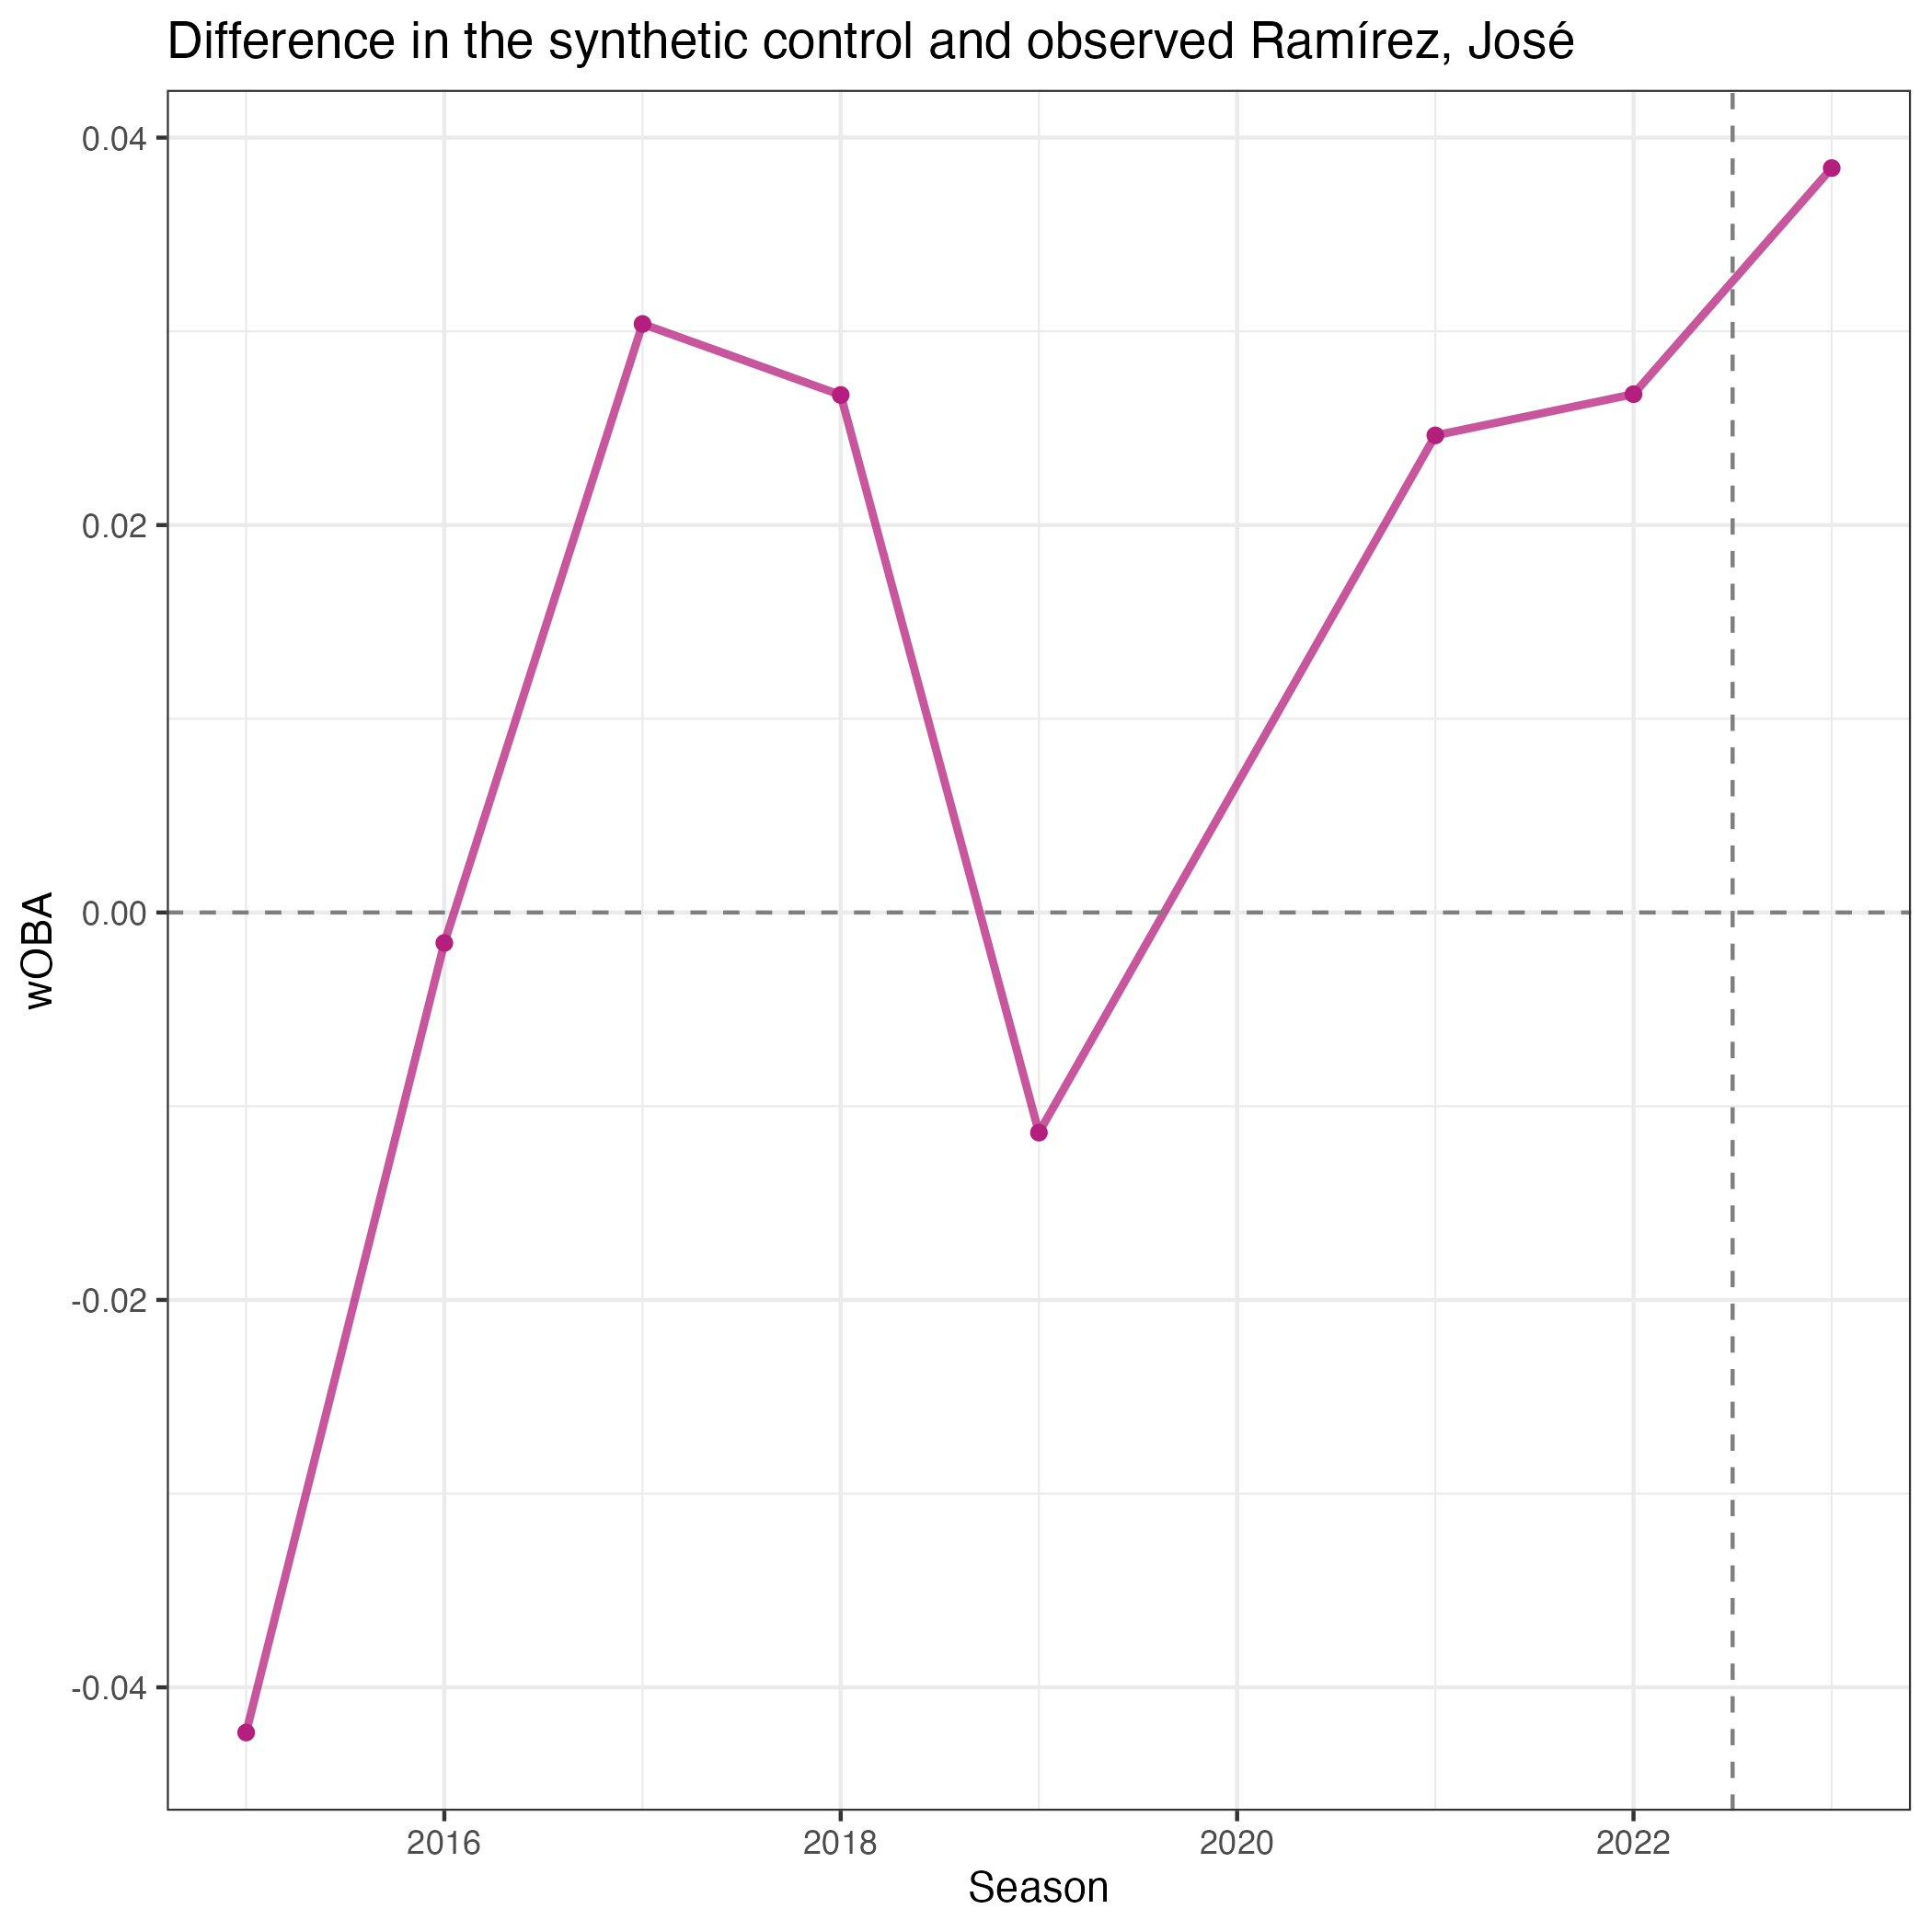 Difference in the synthetic control and observed Ramírez, José
0.04
0.02
0.00
-0.02
-0.04
wOBA
2016 2018 2020 2022
Season